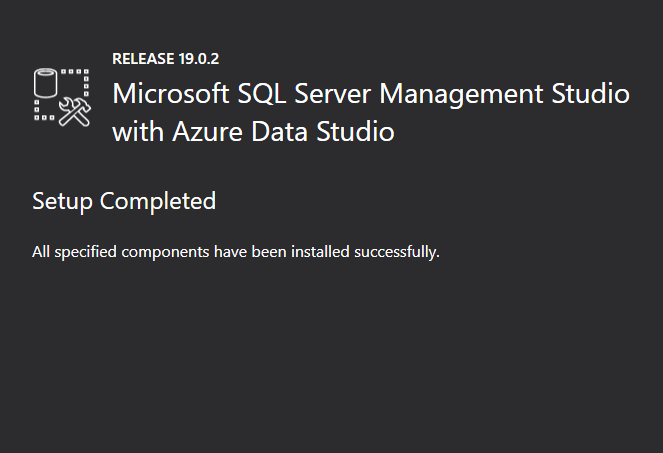 RELEASE 19.0.2
Microsoft SQL Server Management Studio
with Azure Data Studio
Setup Completed
All specified components have been installed successfully.